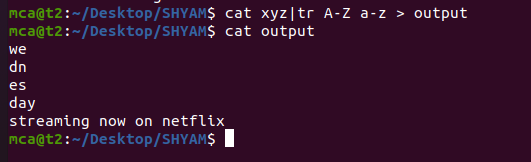 mca@t2:~/Desktop/SHYAM$ cat xyz|tr A-Z a-z > output
mca@t2:~/Desktop/SHYAM$ cat output
we
dn
es
day
streaming now on netflix
mca@t2:~/Desktop/SHYAM$